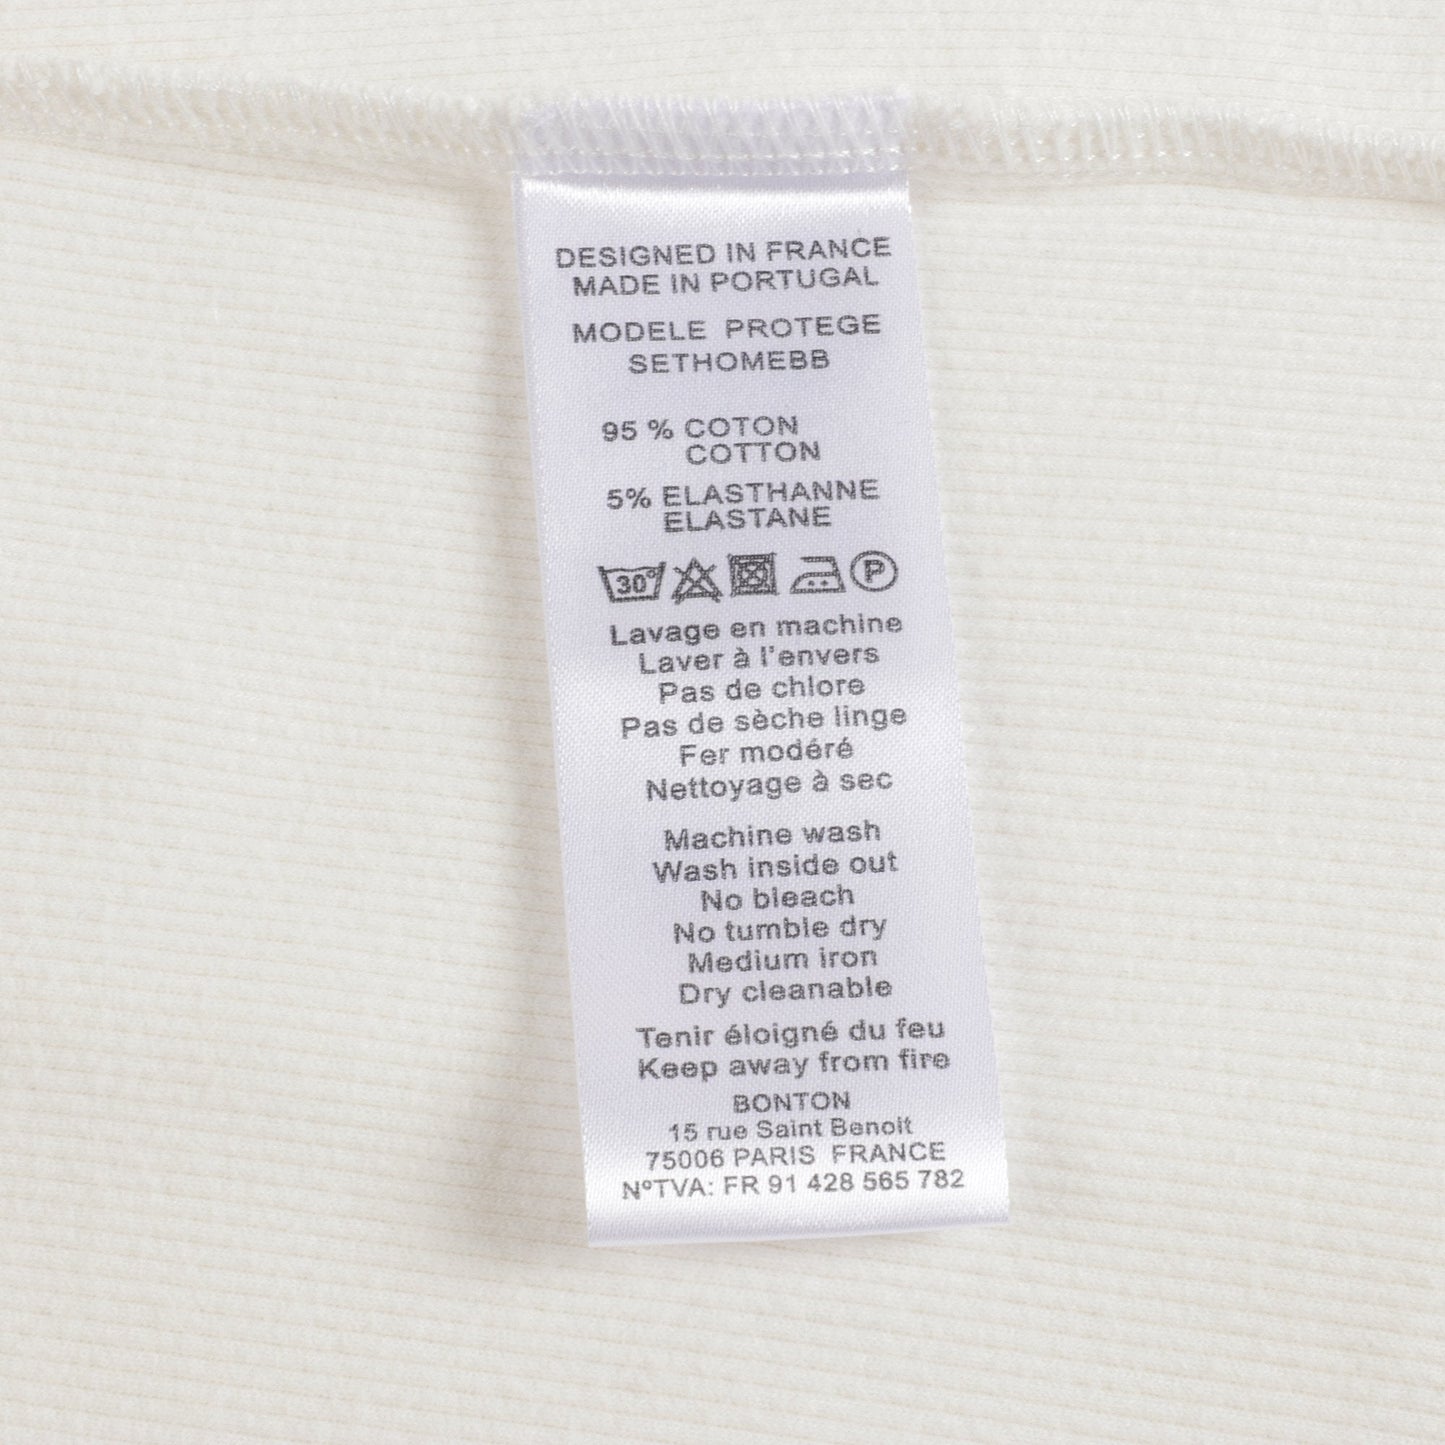 DESIGNED IN FRANCE
MADE IN PORTUGAL
MODELE PROTEGE
SETHOMEBB
95 % COTON
COTTON
5% ELASTHANNE
ELASTANE
30° P
Lavage en machine
Laver à l'envers
Pas de chlore
Pas de sèche linge
Fer modéré
Nettoyage à sec
Machine wash
Wash inside out
No bleach
No tumble dry
Medium iron
Dry cleanable
Tenir éloigné du feu
Keep away from fire
BONTON
15 rue Saint Benoit
75006 PARIS FRANCE
N°TVA: FR 91 428 565 782